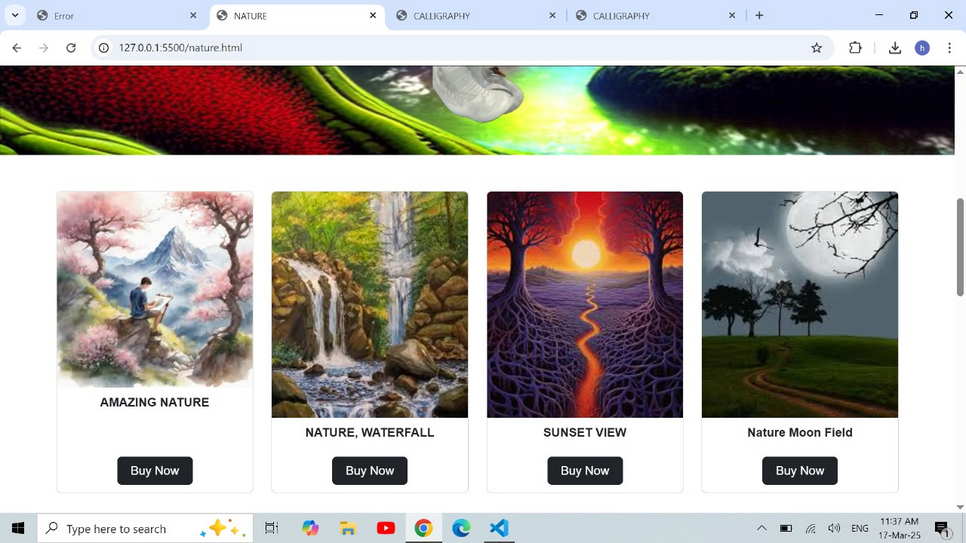 Error
NATURE
CALLIGRAPHY
CALLIGRAPHY
127.0.0.1:5500/nature.html
h
AMAZING NATURE
NATURE, WATERFALL
SUNSET VIEW
Nature Moon Field
Buy Now
Buy Now
Buy Now
Buy Now
Type here to search
ENG
11:37 AM
17-Mar-25
1